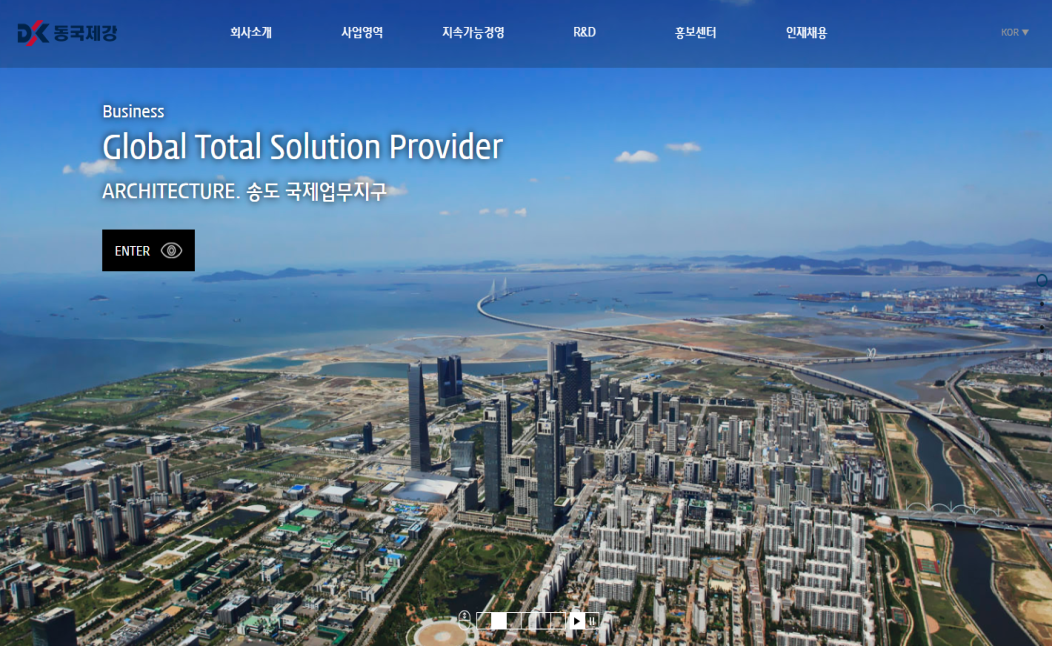 DK 동국제강
회사소개 사업영역 지속가능경영 R&D 홍보센터 인재채용 KOR ▼
Business
Global Total Solution Provider
ARCHITECTURE. 송도 국제업무지구
ENTER